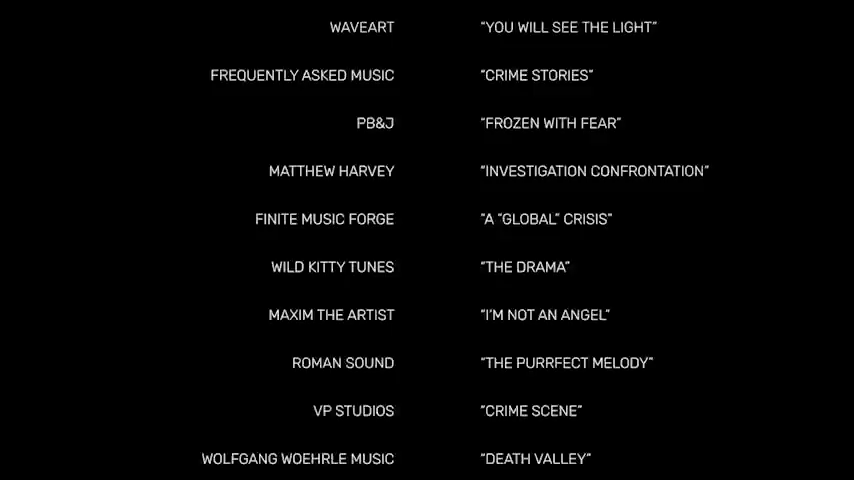 WAVEART "YOU WILL SEE THE LIGHT"
FREQUENTLY ASKED MUSIC "CRIME STORIES"
PB&J "FROZEN WITH FEAR"
MATTHEW HARVEY "INVESTIGATION CONFRONTATION"
FINITE MUSIC FORGE "A "GLOBAL" CRISIS"
WILD KITTY TUNES "THE DRAMA"
MAXIM THE ARTIST "I'M NOT AN ANGEL"
ROMAN SOUND "THE PURRFECT MELODY"
VP STUDIOS "CRIME SCENE"
WOLFGANG WOEHRLE MUSIC "DEATH VALLEY"